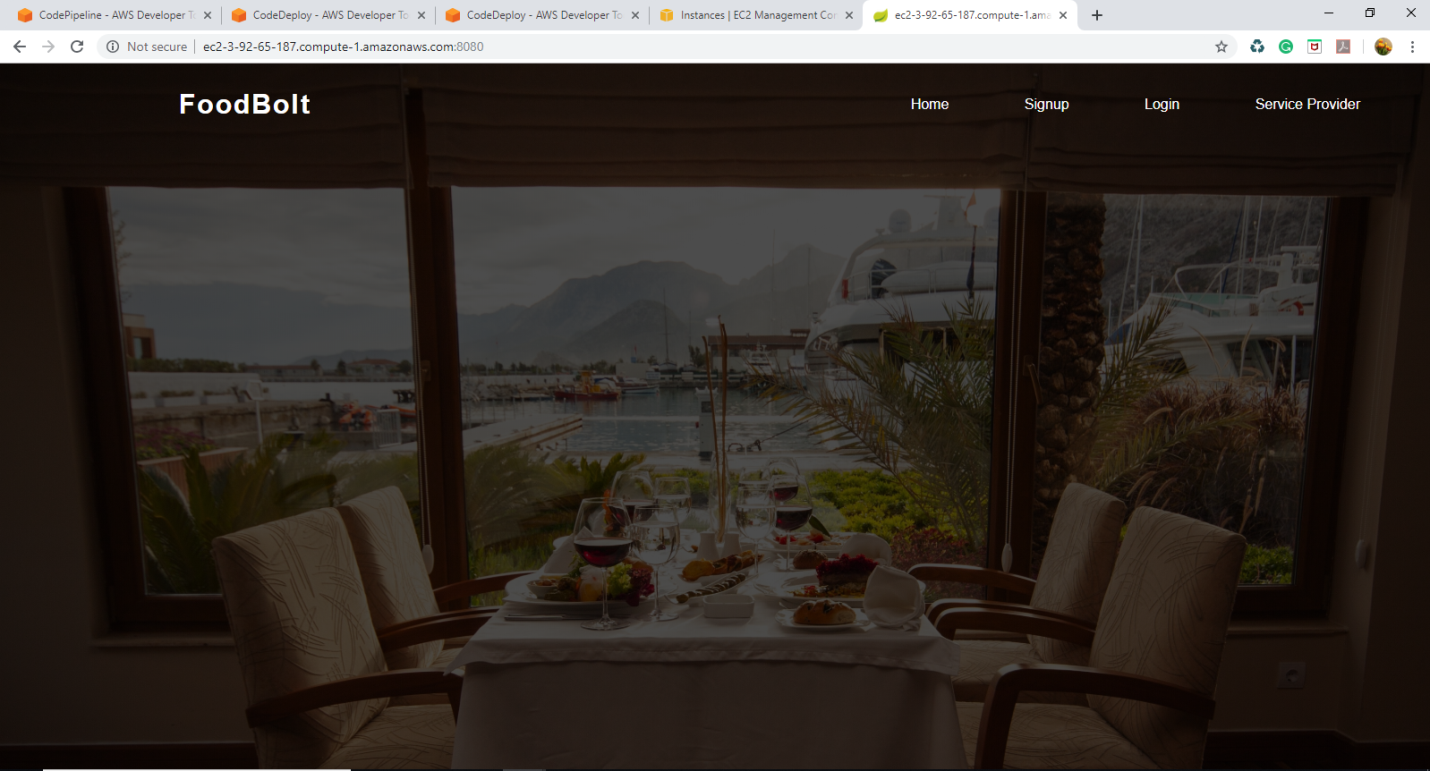 CodePipeline - AWS Developer T
CodeDeploy - AWS Developer To
CodeDeploy - AWS Developer To
Instances | EC2 Management Con
ec2-3-92-65-187.compute-1.ama
Not secure
ec2-3-92-65-187.compute-1.amazonaws.com:8080
FoodBolt
Home
Signup
Login
Service Provider